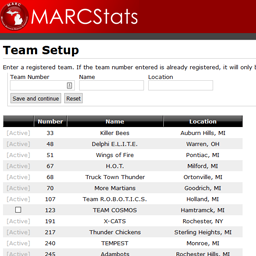 MARC
MARCStats
Team Setup
Enter a registered team. If the team number entered is already registered, it will only
Team Number Name Location
Save and continue Reset
Number Name Location
[Active] 33 Killer Bees Auburn Hills, MI
[Active] 48 Delphi E.L.I.T.E. Warren, OH
[Active] 51 Wings of Fire Pontiac, MI
[Active] 67 H.O.T. Milford, MI
[Active] 68 Truck Town Thunder Ortonville, MI
[Active] 70 More Martians Goodrich, MI
[Active] 107 Team R.O.B.O.T.I.C.S. Holland, MI
123 TEAM COSMOS Hamtramck, MI
[Active] 191 X-CATS Rochester, NY
[Active] 217 Thunder Chickens Sterling Heights, MI
[Active] 240 TEMPEST Monroe, MI
[Active] 245 Adambots Rochester Hills, MI